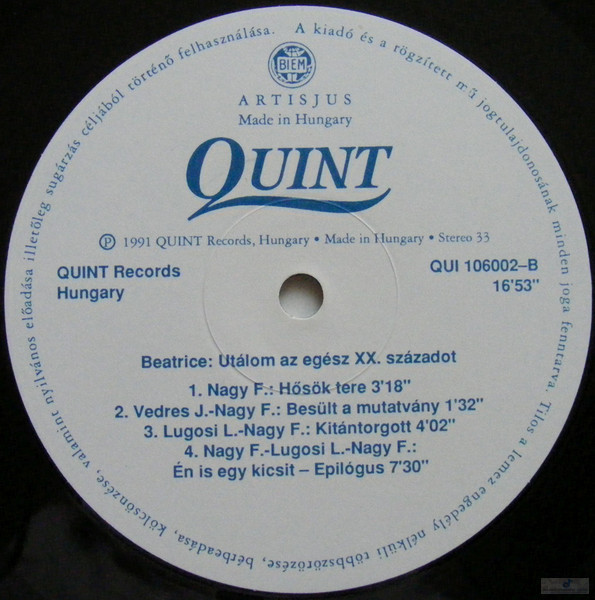 A kiadó és a rögzített mű jogtulajdonosának minden joga fenntartva. Tilos a lemez engedély nélküli többszörözése, bérbeadása, kölcsönzése, valamint nyilvános előadása illetőleg sugárzás céljából történő felhasználása.
BIEM
ARTISJUS
Made in Hungary
QUINT
Ⓟ 1991 QUINT Records, Hungary • Made in Hungary • Stereo 33
QUINT Records
Hungary
QUI 106002–B
16'53"
Beatrice: Utálom az egész XX. századot
1. Nagy F.: Hősök tere 3'18"
2. Vedres J.-Nagy F.: Besült a mutatvány 1'32"
3. Lugosi L.-Nagy F.: Kitántorgott 4'02"
4. Nagy F.-Lugosi L.-Nagy F.:
Én is egy kicsit – Epilógus 7'30"